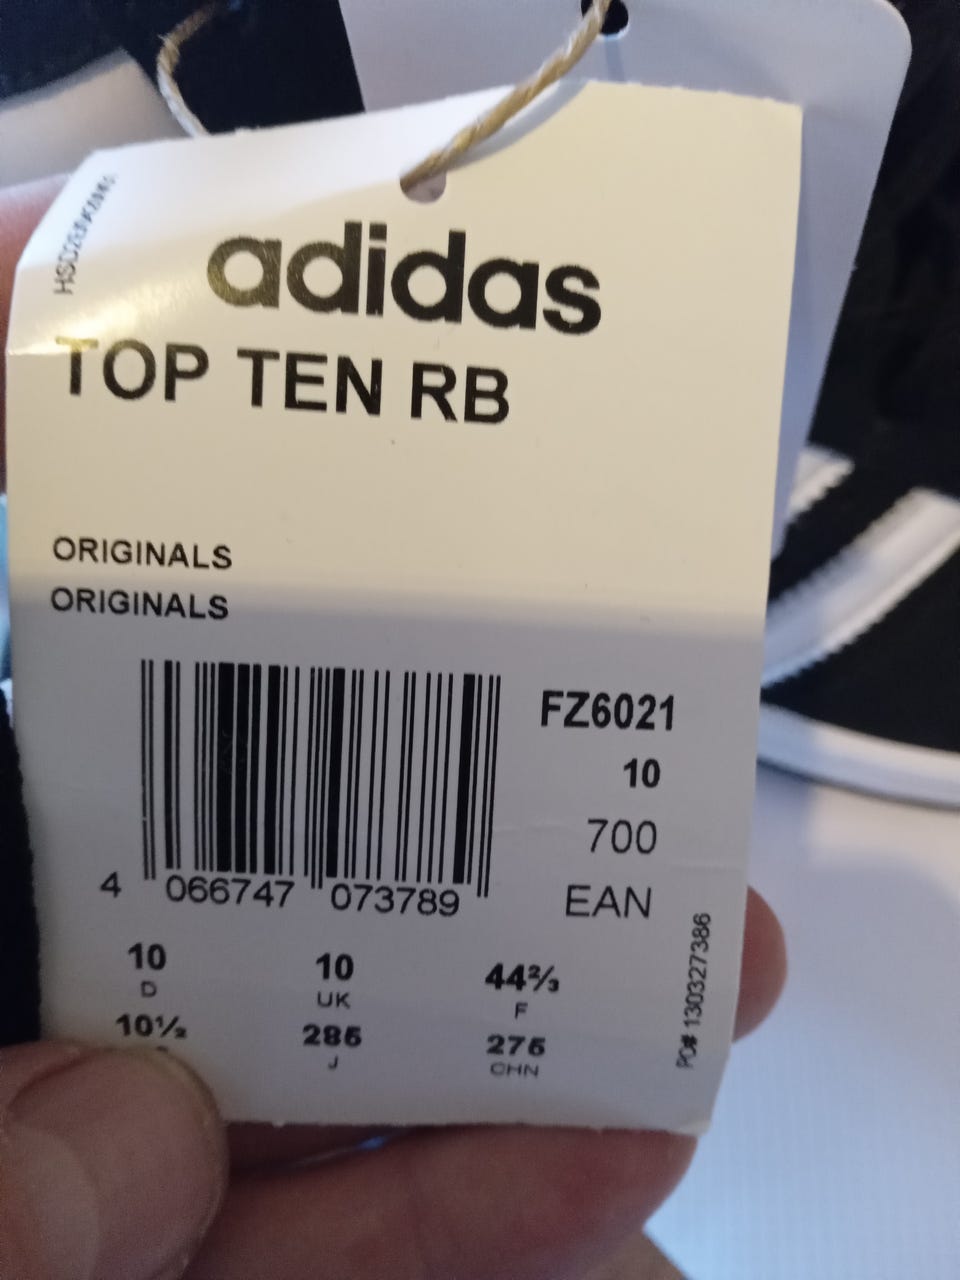 adidas
TOP TEN RB
ORIGINALS
ORIGINALS
FZ6021
10
700
EAN
4 066747 073789
10 10 44⅔
D UK F
10½ 285 275
J CHN
PO# 130327386